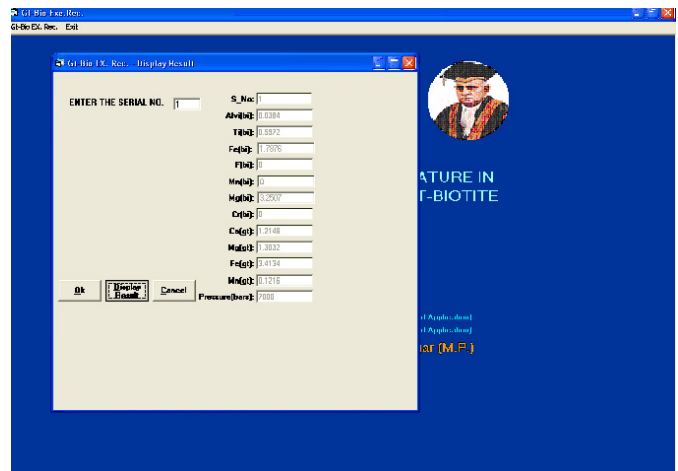 Gt-Bio Exe.Rec.
Gt-Bio EX. Rec. Exit
Gt-Bio EX. Rec. - Display Result
ENTER THE SERIAL NO. 1
S_No: 1
Alvi(bi): 0.0384
Ti(bi): 0.5972
Fe(bi): 1.7876
F(bi): 0
Mn(bi): 0
Mg(bi): 3.2507
Cr(bi): 0
Ca(gt): 1.2148
Mg(gt): 1.3032
Fe(gt): 3.4134
Mn(gt): 0.1216
Pressure(bars): 7000
Ok Display Result Cancel
ATURE IN
T-BIOTITE
d Application)
d Application)
ar (M.P.)